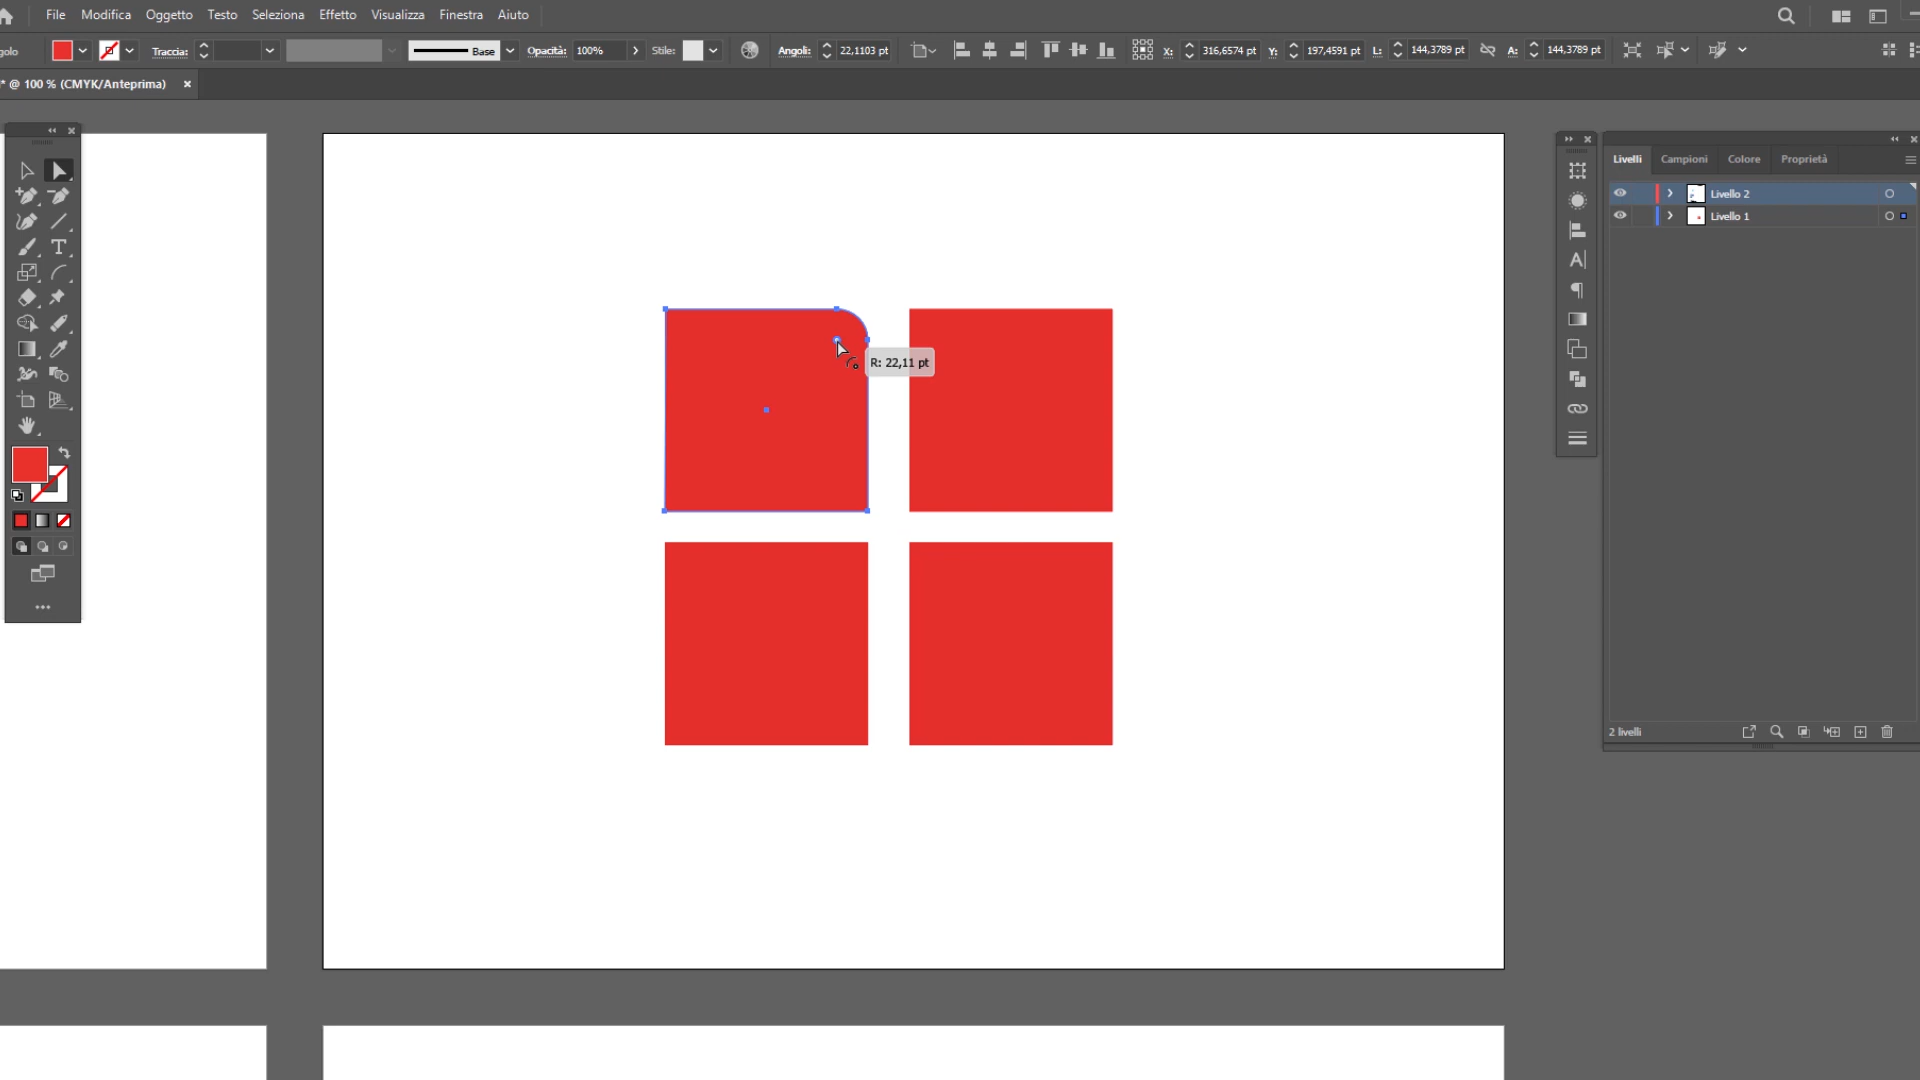 File Modifica Oggetto Testo Seleziona Effetto Visualizza Finestra Aiuto
golo Traccia: Base Opacità: 100% Stile: Angoli: 22,1103 pt X: 316,6574 pt Y: 197,4591 pt L: 144,3789 pt A: 144,3789 pt
* @ 100 % (CMYK/Anteprima)
Livelli Campioni Colore Proprietà
Livello 2
Livello 1
R: 22,11 pt
2 livelli